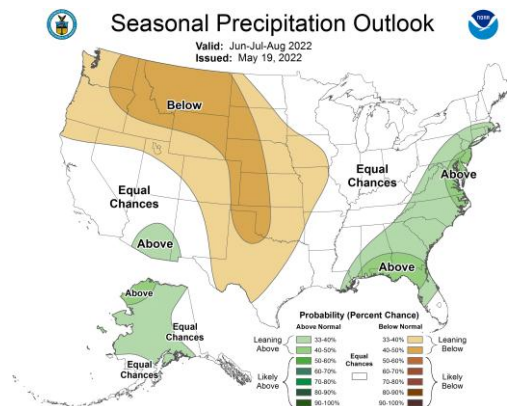 Seasonal Precipitation Outlook
Valid: Jun-Jul-Aug 2022
Issued: May 19, 2022
noaa
Below
Equal
Chances
Equal
Chances
Above
Above
Above
Above
Equal
Chances
Equal
Chances
Probability (Percent Chance)
Above Normal
Below Normal
Leaning
Above
33-40%
40-50%
Likely
Above
50-60%
60-70%
70-80%
80-90%
90-100%
Equal
Chances
33-40%
40-50%
Leaning
Below
50-60%
60-70%
70-80%
80-90%
90-100%
Likely
Below